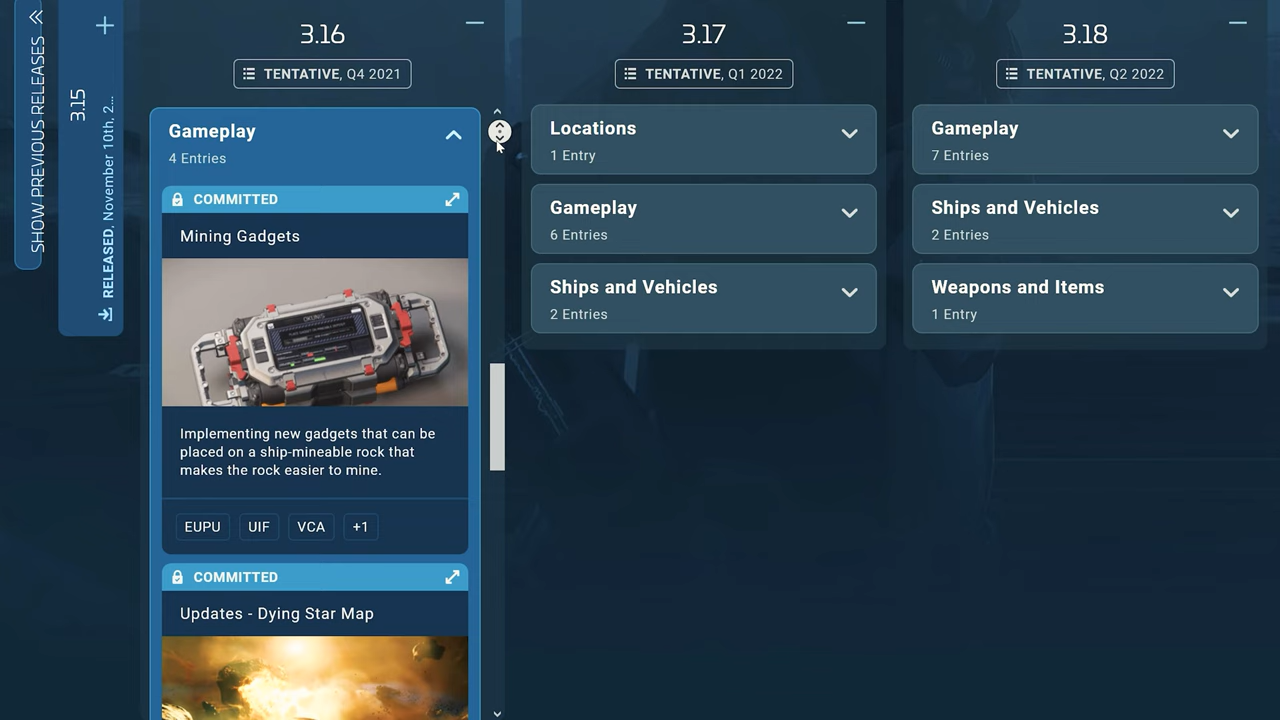 SHOW PREVIOUS RELEASES
3.15
RELEASED, November 10th, 2...
3.16
TENTATIVE, Q4 2021
Gameplay
4 Entries
COMMITTED
Mining Gadgets
Implementing new gadgets that can be
placed on a ship-mineable rock that
makes the rock easier to mine.
EUPU UIF VCA +1
COMMITTED
Updates - Dying Star Map
3.17
TENTATIVE, Q1 2022
Locations
1 Entry
Gameplay
6 Entries
Ships and Vehicles
2 Entries
3.18
TENTATIVE, Q2 2022
Gameplay
7 Entries
Ships and Vehicles
2 Entries
Weapons and Items
1 Entry